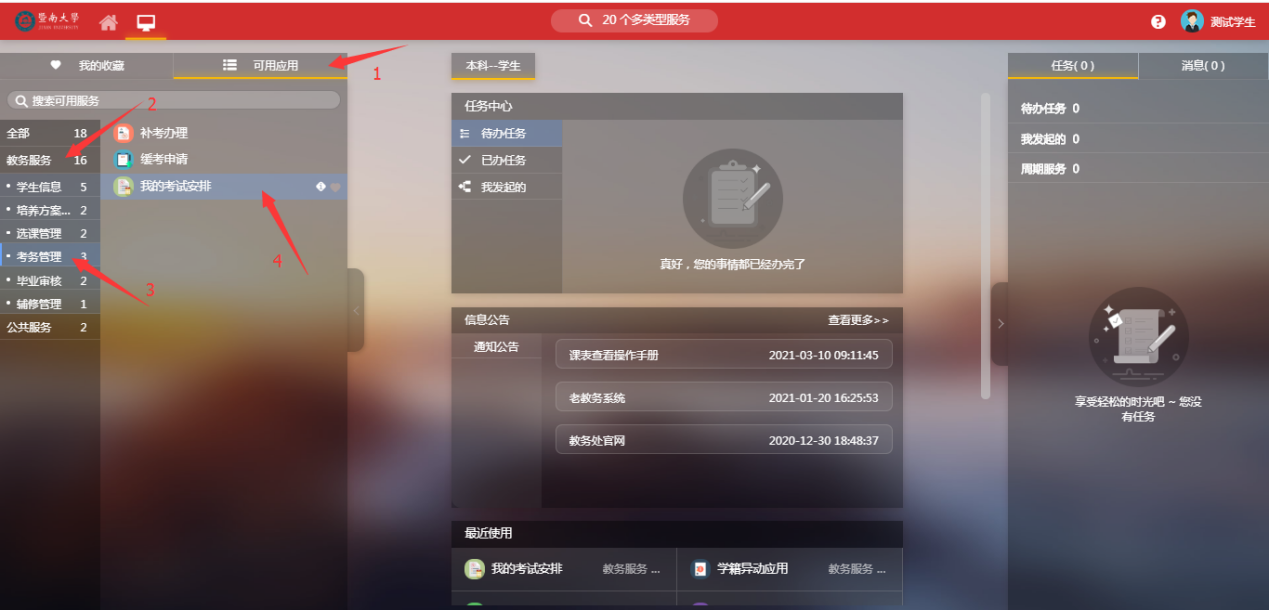 暨南大学
20 个多类型服务
测试学生
我的收藏
可用应用
1
搜索可用服务
2
全部 18
教务服务 16
• 学生信息 5
• 培养方案... 2
• 选课管理 2
• 考务管理 3
• 毕业审核 2
• 辅修管理 1
公共服务 2
补考办理
缓考申请
我的考试安排
4
3
本科--学生
任务中心
待办任务
已办任务
我发起的
真好，您的事情都已经办完了
信息公告
查看更多>>
通知公告
课表查看操作手册 2021-03-10 09:11:45
老教务系统 2021-01-20 16:25:53
教务处官网 2020-12-30 18:48:37
最近使用
我的考试安排 教务服务 ...
学籍异动应用 教务服务 ...
任务( 0 )
消息( 0 )
待办任务 0
我发起的 0
周期服务 0
享受轻松的时光吧 ~ 您没
有任务